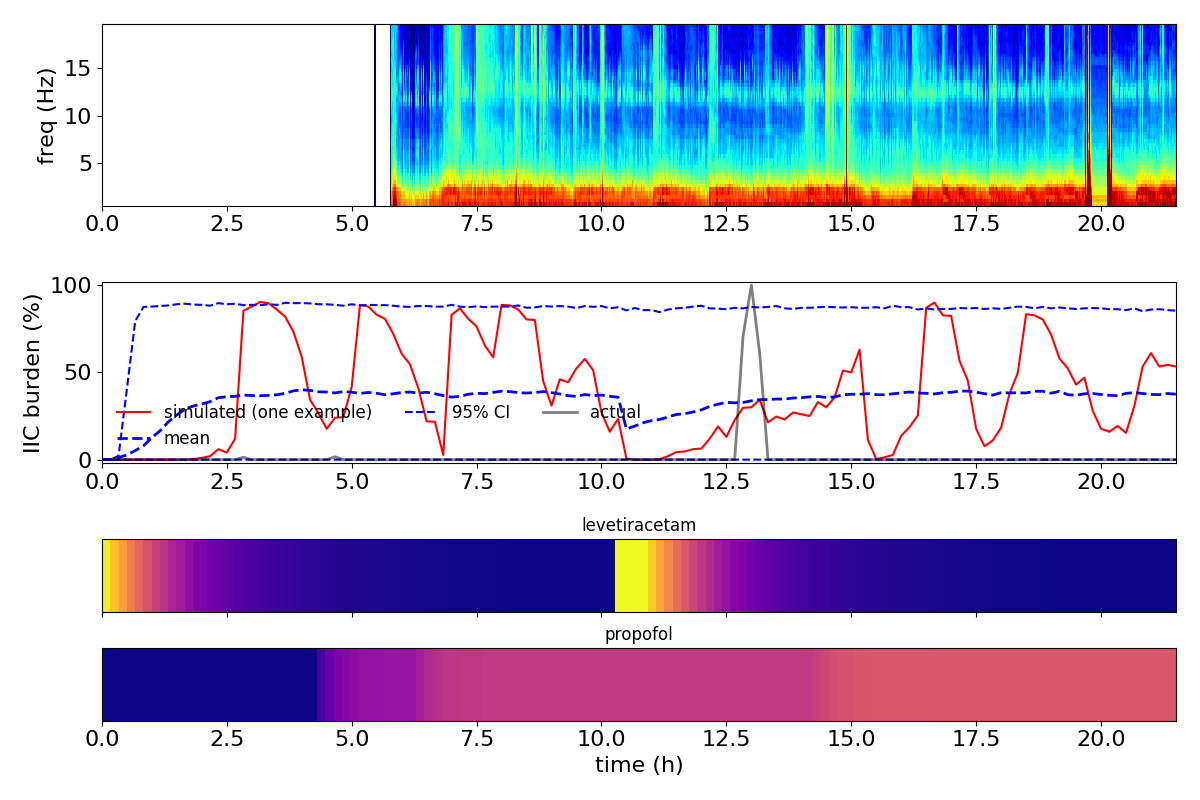 15
10
5
freq (Hz)
0.0 2.5 5.0 7.5 10.0 12.5 15.0 17.5 20.0
100
50
0
IIC burden (%)
simulated (one example) 95% CI actual
mean
0.0 2.5 5.0 7.5 10.0 12.5 15.0 17.5 20.0
levetiracetam
propofol
0.0 2.5 5.0 7.5 10.0 12.5 15.0 17.5 20.0
time (h)